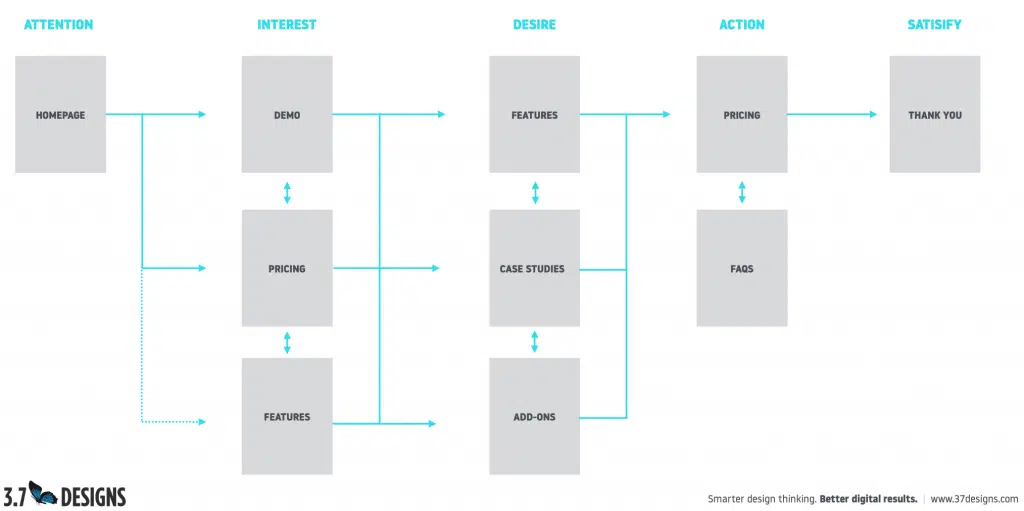 ATTENTION
INTEREST
DESIRE
ACTION
SATISIFY
HOMEPAGE
DEMO
FEATURES
PRICING
THANK YOU
PRICING
CASE STUDIES
FAQS
FEATURES
ADD-ONS
3.7 DESIGNS
Smarter design thinking. Better digital results. | www.37designs.com